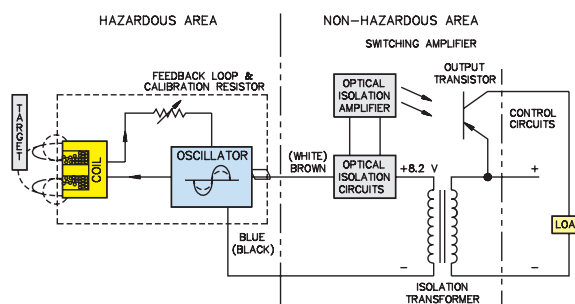 HAZARDOUS AREA
NON-HAZARDOUS AREA
SWITCHING AMPLIFIER
FEEDBACK LOOP &
CALIBRATION RESISTOR
OPTICAL
ISOLATION
AMPLIFIER
OUTPUT
TRANSISTOR
CONTROL
CIRCUITS
TARGET
COIL
OSCILLATOR
(WHITE)
BROWN
OPTICAL
ISOLATION
CIRCUITS
+8.2 V
+
LOA
BLUE
(BLACK)
–
–
ISOLATION
TRANSFORMER